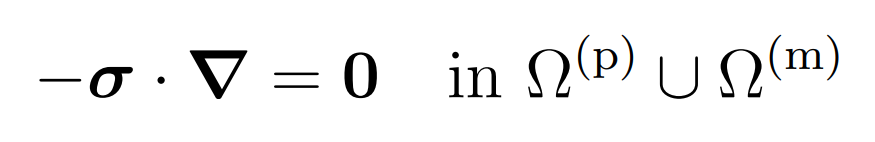 −𝝈 · 𝛁 = 𝟎 in Ω⁽ᵖ⁾ ∪ Ω⁽ᵐ⁾